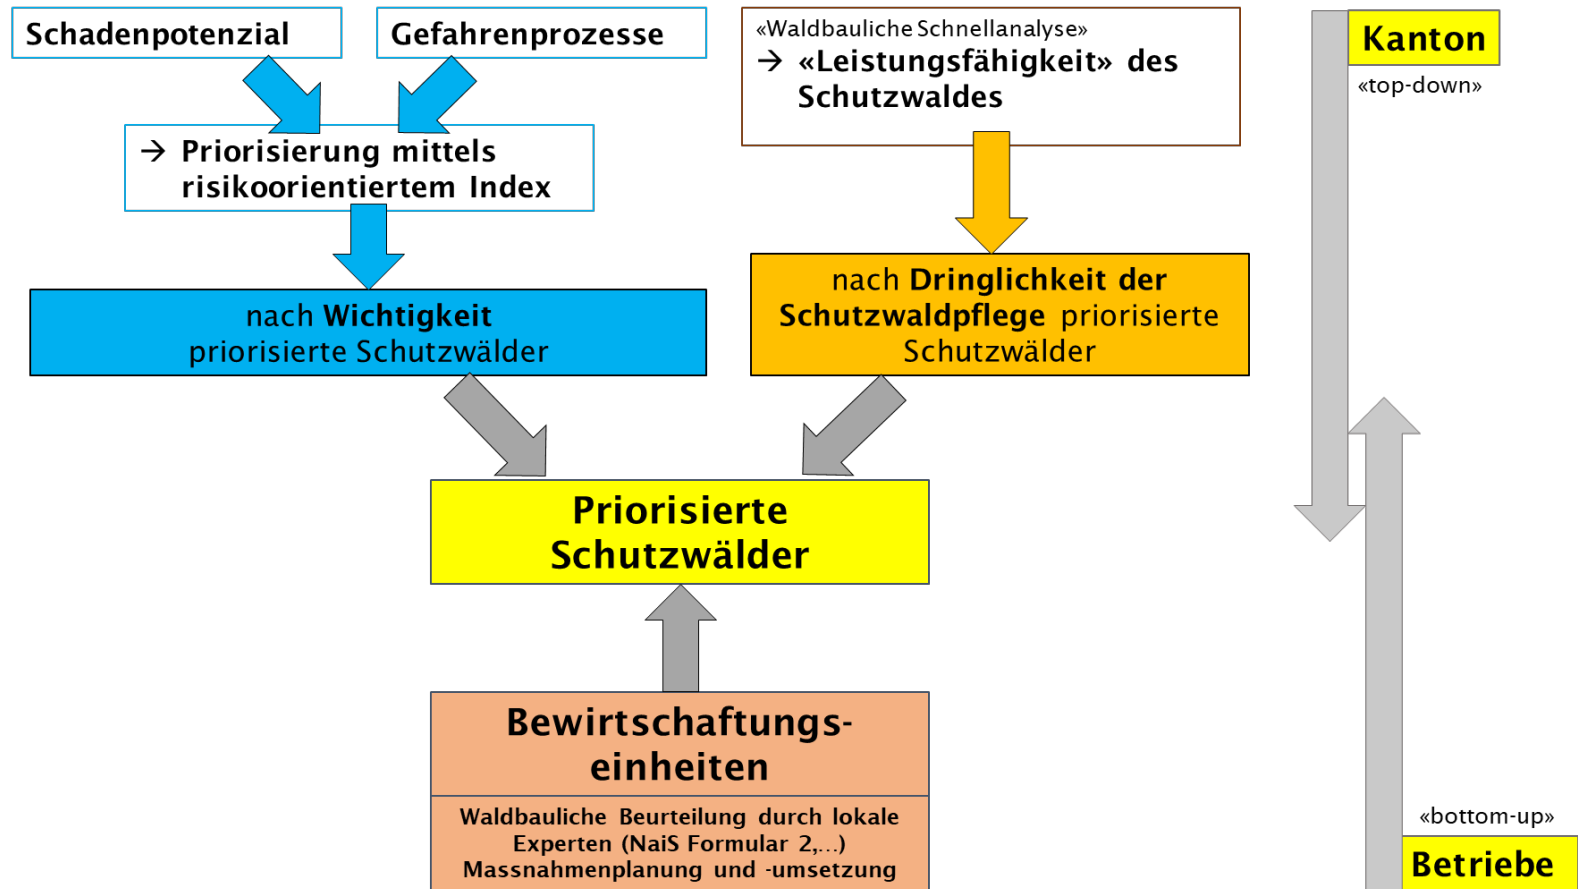 Schadenpotenzial
Gefahrenprozesse
→ Priorisierung mittels
risikoorientiertem Index
nach Wichtigkeit
priorisierte Schutzwälder
«Waldbauliche Schnellanalyse»
→ «Leistungsfähigkeit» des
Schutzwaldes
nach Dringlichkeit der
Schutzwaldpflege priorisierte
Schutzwälder
Priorisierte
Schutzwälder
Bewirtschaftungs-
einheiten
Waldbauliche Beurteilung durch lokale
Experten (NaiS Formular 2,...)
Massnahmenplanung und -umsetzung
Kanton
«top-down»
«bottom-up»
Betriebe